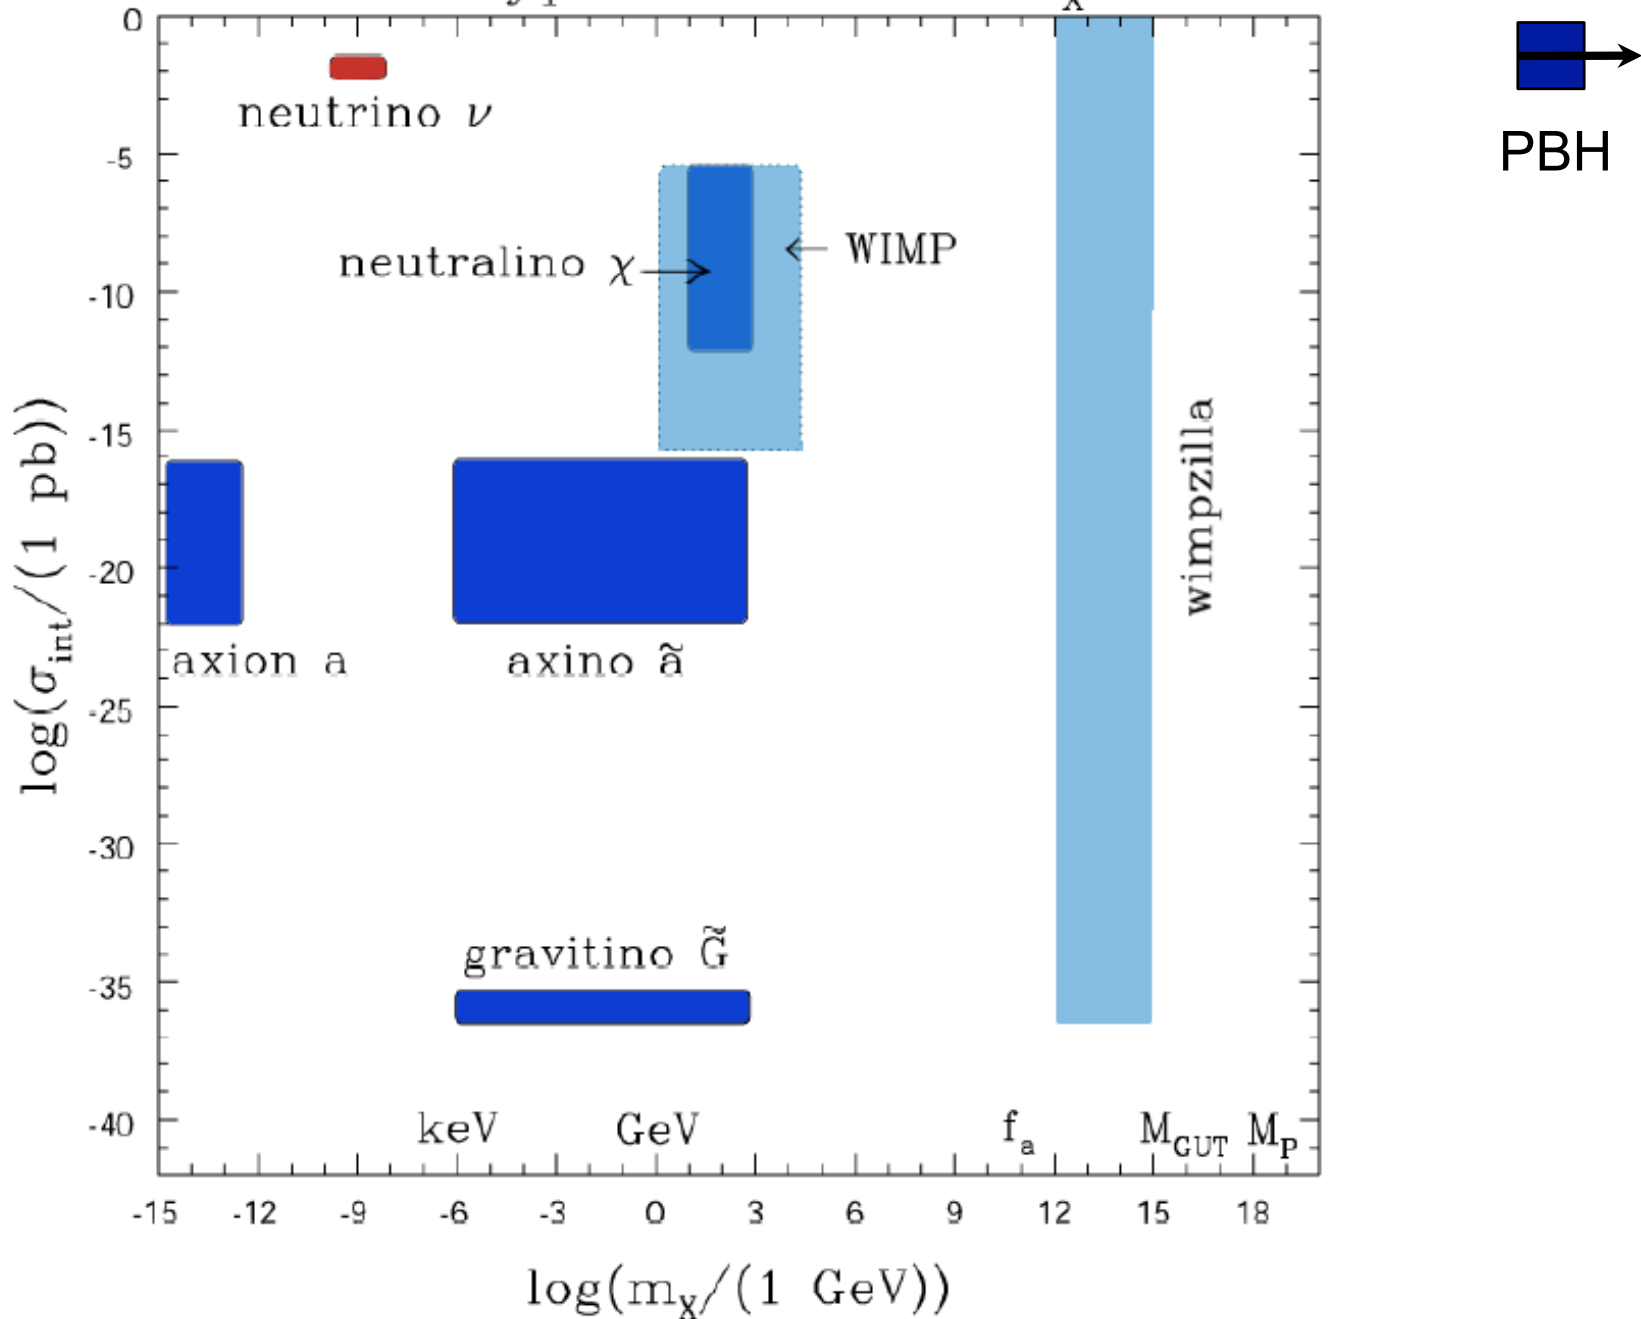 0
neutrino ν
PBH
-5
WIMP
neutralino χ
-10
-15
wimpzilla
log(σ_int/(1 pb))
-20
axion a
axino ã
-25
-30
gravitino G̃
-35
-40
keV
GeV
f_a
M_GUT
M_P
-15 -12 -9 -6 -3 0 3 6 9 12 15 18
log(m_X/(1 GeV))